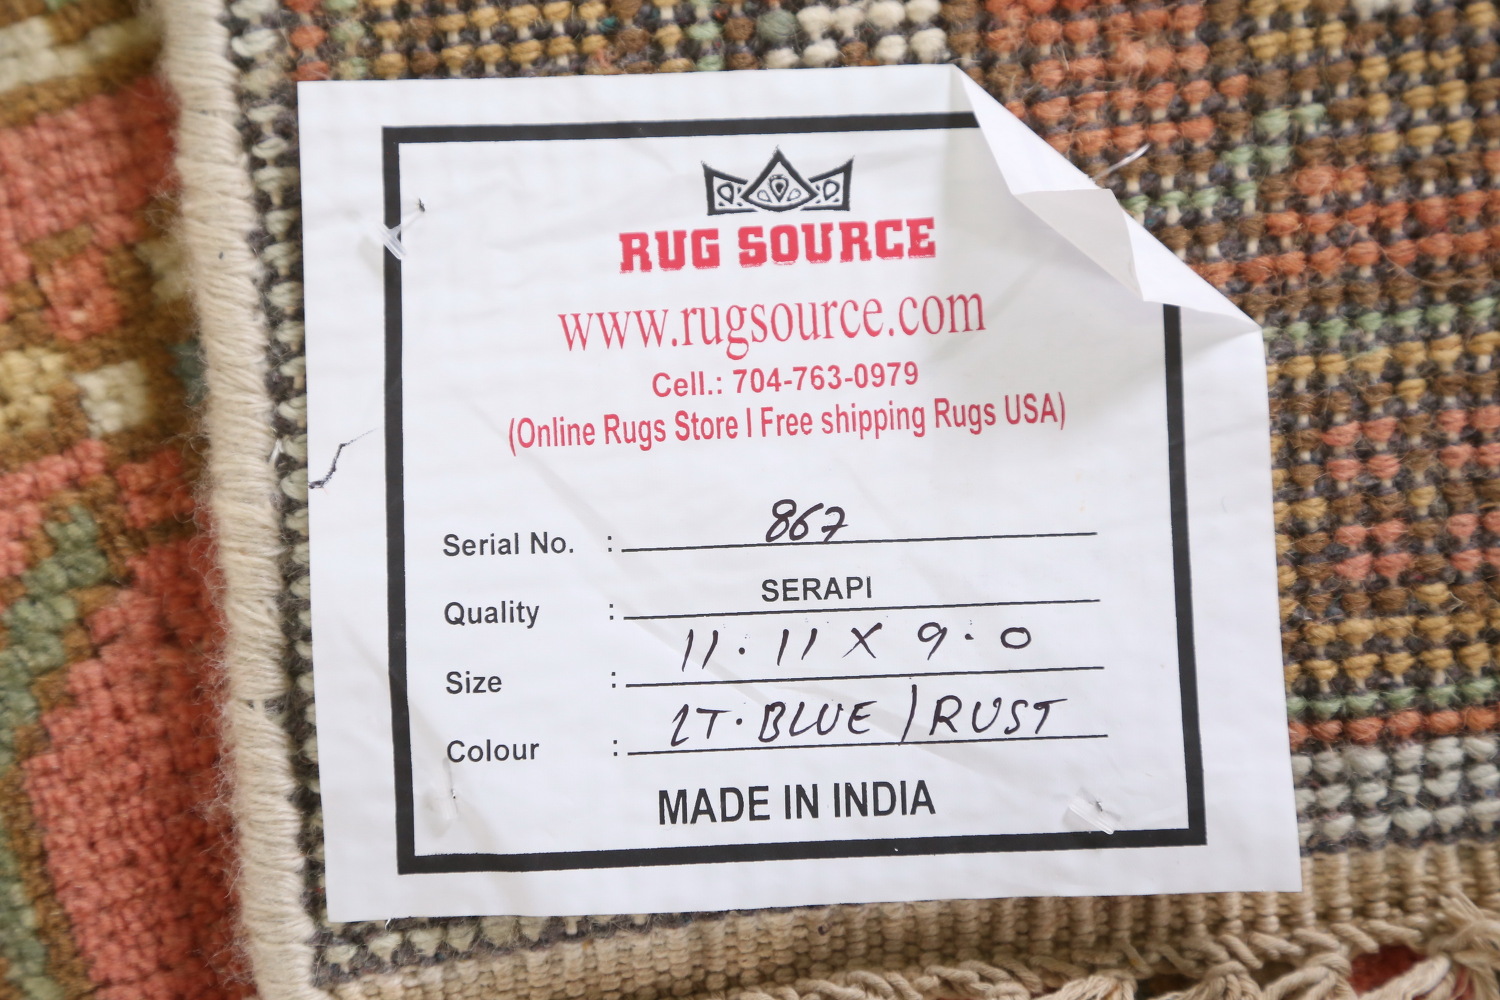 RUG SOURCE
www.rugsource.com
Cell.: 704-763-0979
(Online Rugs Store I Free shipping Rugs USA)
Serial No. : 867
Quality : SERAPI
Size : 11.11 X 9.0
Colour : LT. BLUE / RUST
MADE IN INDIA